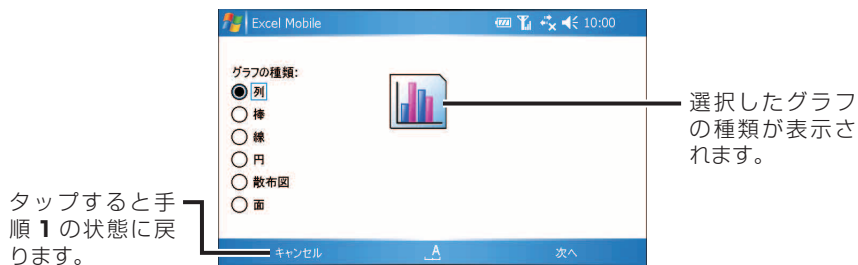 Excel Mobile
10:00
グラフの種類:
列
棒
線
円
散布図
面
キャンセル
A
次へ
選択したグラフ
の種類が表示さ
れます。
タップすると手
順 1 の状態に戻
ります。